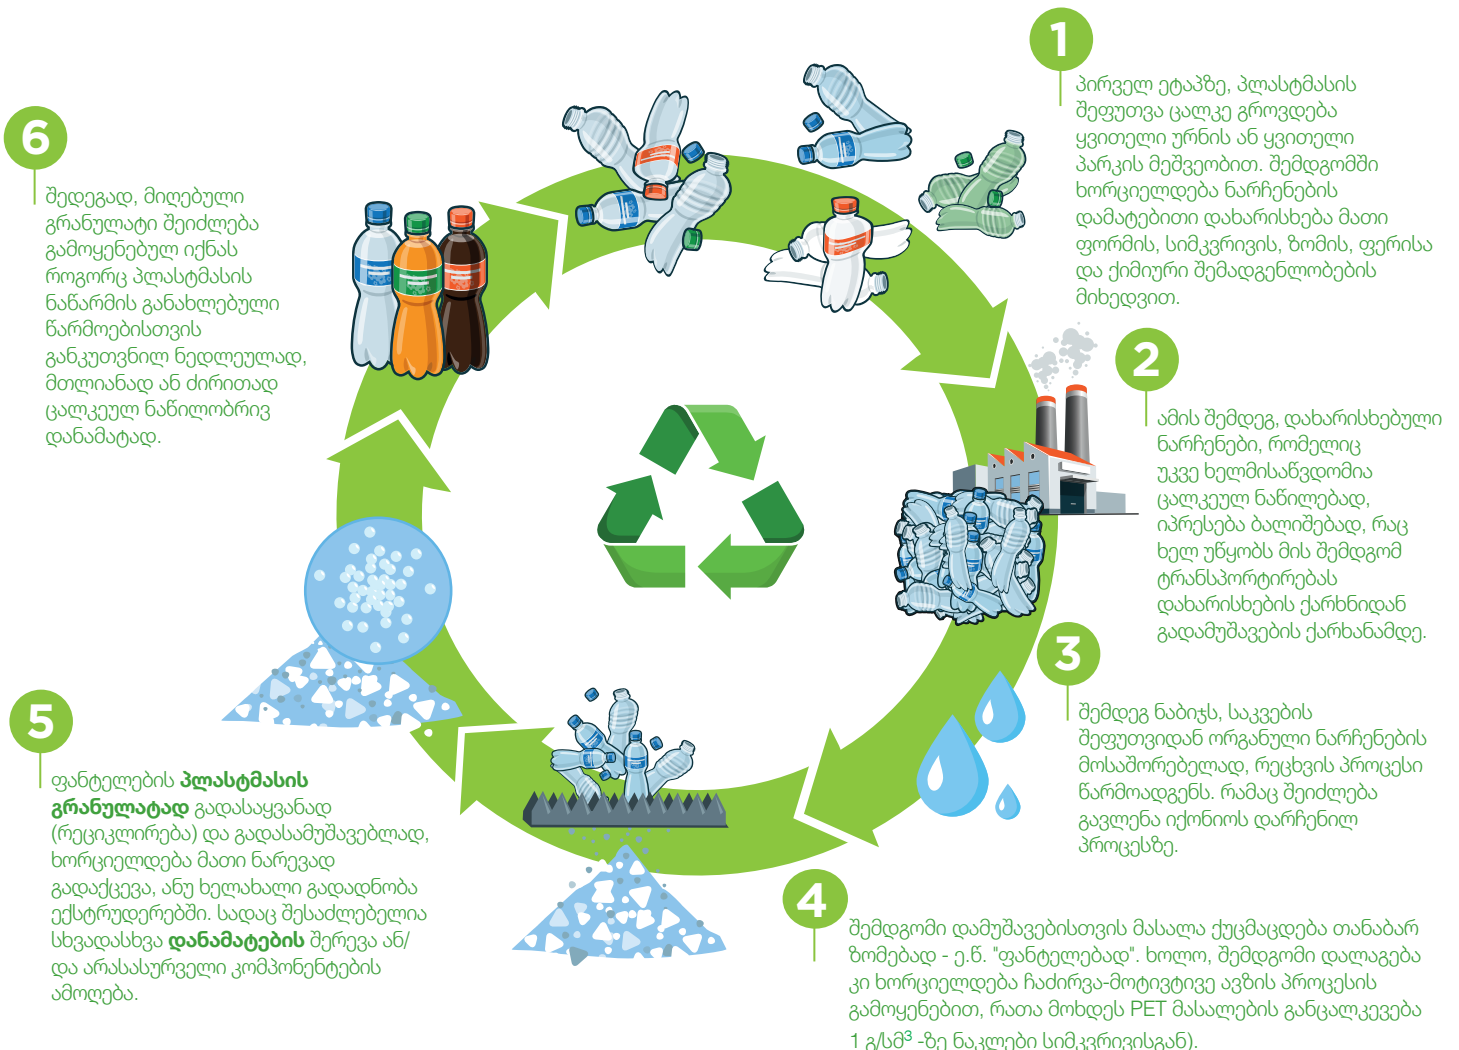 1
პირველ ეტაპზე, პლასტმასის
შეფუთვა ცალკე გროვდება
ყვითელი ურნის ან ყვითელი
პარკის მეშვეობით. შემდგომში
ხორციელდება ნარჩენების
დამატებითი დახარისხება მათი
ფორმის, სიმკვრივის, ზომის, ფერისა
და ქიმიური შემადგენლობების
მიხედვით.
2
ამის შემდეგ, დახარისხებული
ნარჩენები, რომელიც
უკვე ხელმისაწვდომია
ცალკეულ ნაწილებად,
იპრესება ბალიშებად, რაც
ხელ უწყობს მის შემდგომ
ტრანსპორტირებას
დახარისხების ქარხნიდან
გადამუშავების ქარხანამდე.
3
შემდეგ ნაბიჯს, საკვების
შეფუთვიდან ორგანული ნარჩენების
მოსაშორებელად, რეცხვის პროცესი
წარმოადგენს. რამაც შეიძლება
გავლენა იქონიოს დარჩენილ
პროცესზე.
4
შემდგომი დამუშავებისთვის მასალა ქუცმაცდება თანაბარ
ზომებად - ე.წ. "ფანტელებად". ხოლო, შემდგომი დალაგება
კი ხორციელდება ჩაძირვა-მოტივტივე ავზის პროცესის
გამოყენებით, რათა მოხდეს PET მასალების განცალკევება
1 გ/სმ³ -ზე ნაკლები სიმკვრივისგან).
5
ფანტელების პლასტმასის
გრანულატად გადასაყვანად
(რეციკლირება) და გადასამუშავებლად,
ხორციელდება მათი ნარევად
გადაქცევა, ანუ ხელახალი გადადნობა
ექსტრუდერებში. სადაც შესაძლებელია
სხვადასხვა დანამატების შერევა ან/
და არასასურველი კომპონენტების
ამოღება.
6
შედეგად, მიღებული
გრანულატი შეიძლება
გამოყენებულ იქნას
როგორც პლასტმასის
ნაწარმის განახლებული
წარმოებისთვის
განკუთვნილ ნედლეულად,
მთლიანად ან ძირითად
ცალკეულ ნაწილობრივ
დანამატად.